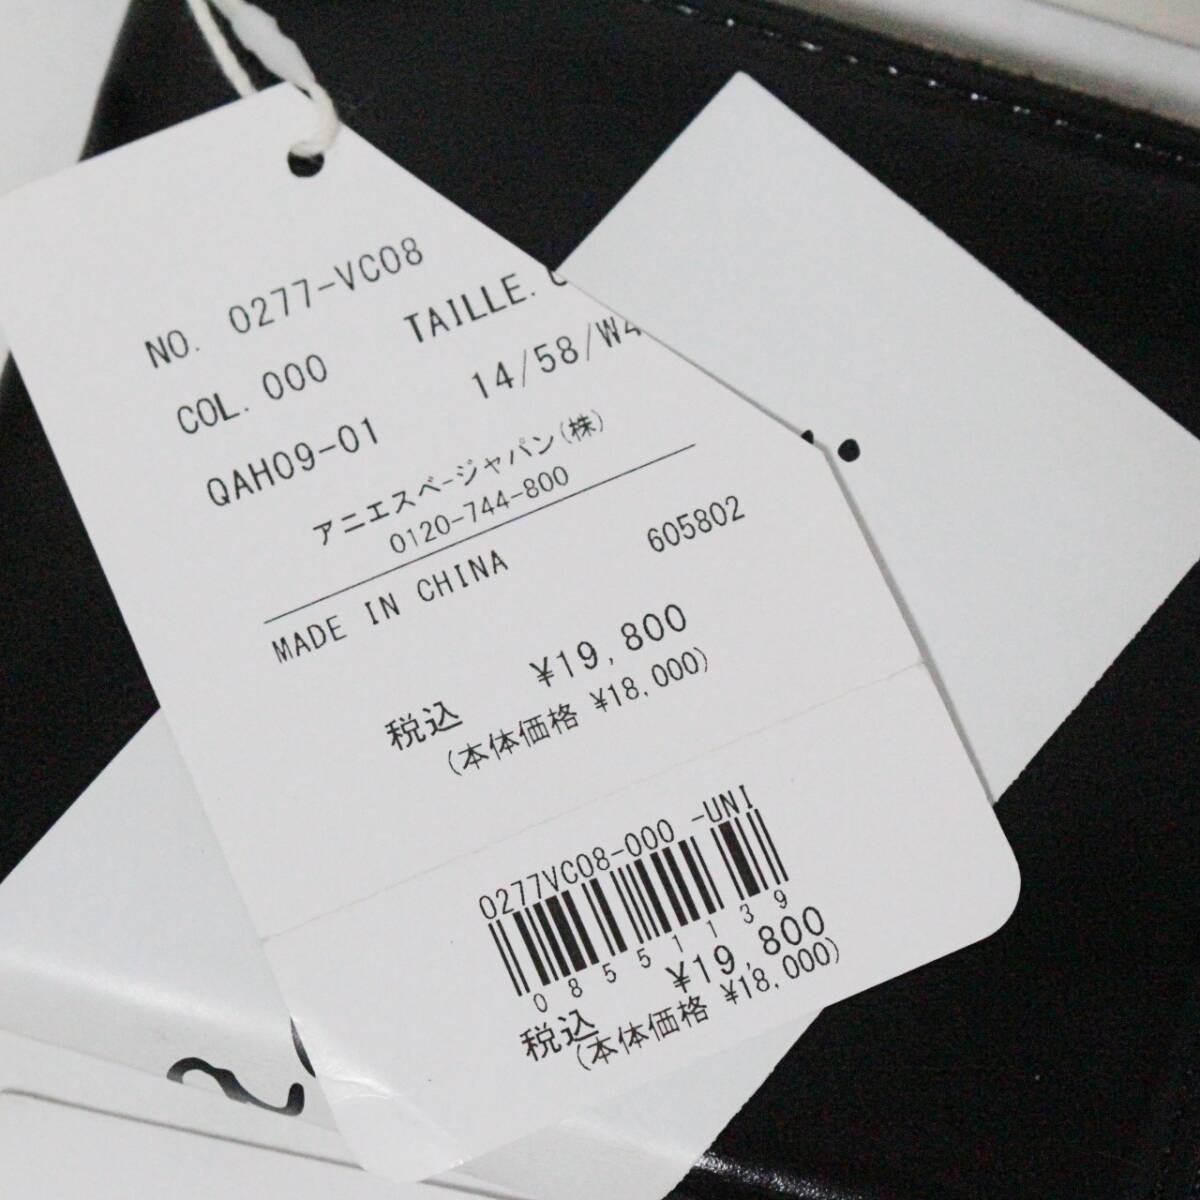 NO. 0277-VC08
COL. 000 TAILLE.
QAH09-01 14/58/W4
アニエスベージャパン(株)
0120-744-800
MADE IN CHINA 605802
¥19,800
税込
(本体価格 ¥18,000)
0277VC08-000 -UNI
08551139
¥19,800
税込
(本体価格 ¥18,000)